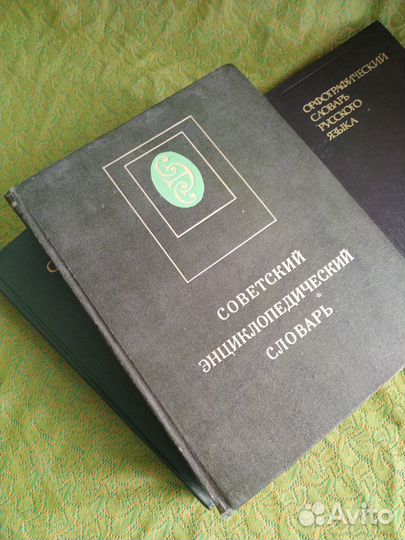 СОВЕТСКИЙ
ЭНЦИКЛОПЕДИЧЕСКИЙ
СЛОВАРЬ
ОРФОГРАФИЧЕСКИЙ
СЛОВАРЬ
РУССКОГО
ЯЗЫКА
Avito